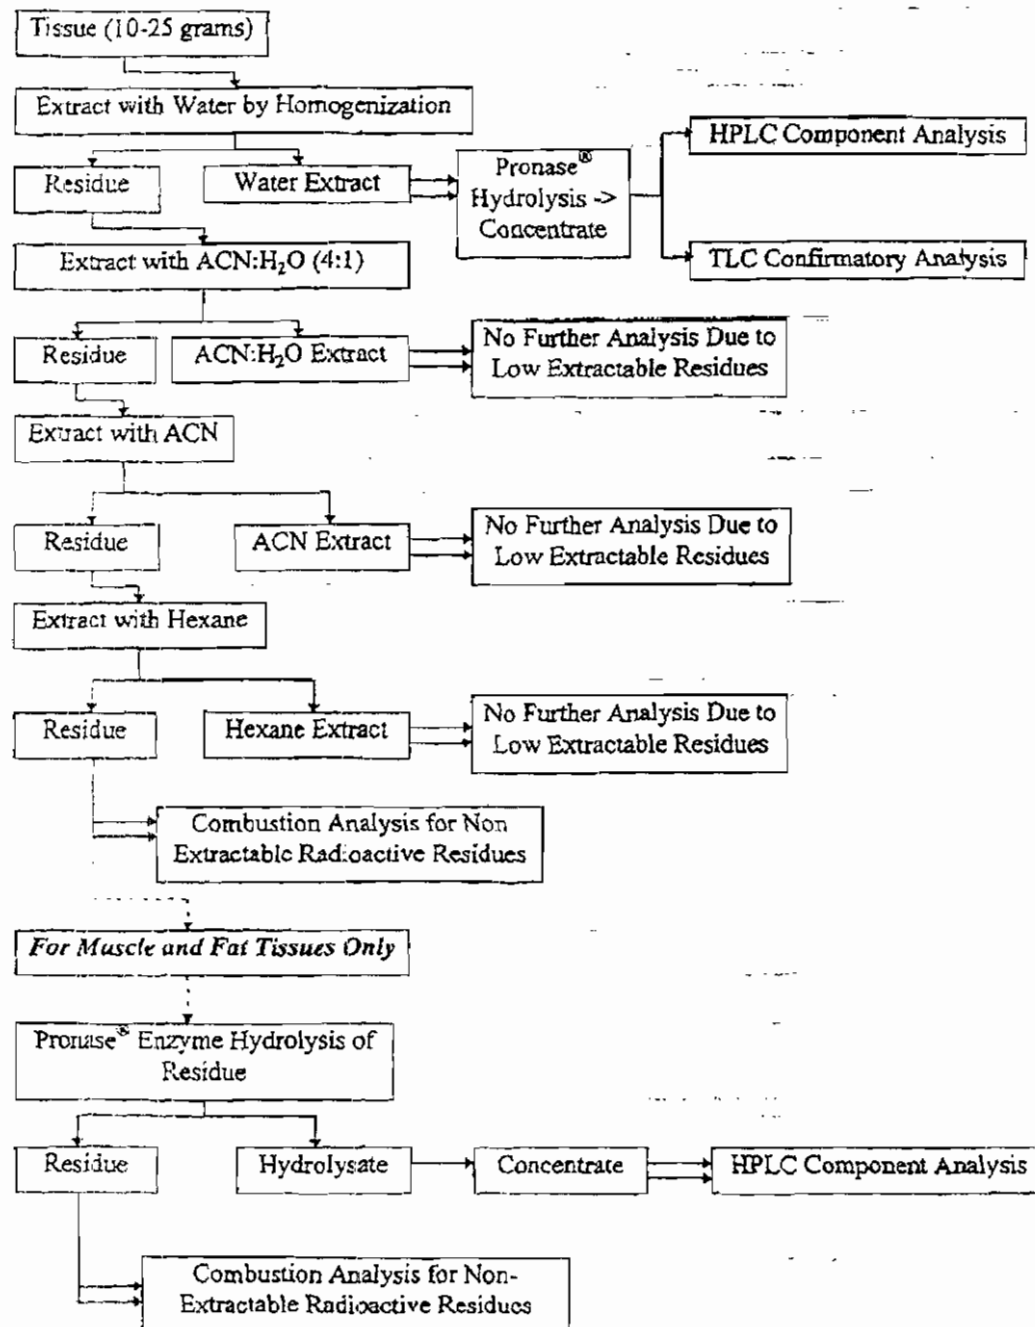 Tissue (10-25 grams)
Extract with Water by Homogenization
HPLC Component Analysis
Residue
Water Extract
Pronase®
Hydrolysis ->
Concentrate
Extract with ACN:H₂O (4:1)
TLC Confirmatory Analysis
Residue
ACN:H₂O Extract
No Further Analysis Due to
Low Extractable Residues
Extract with ACN
Residue
ACN Extract
No Further Analysis Due to
Low Extractable Residues
Extract with Hexane
Residue
Hexane Extract
No Further Analysis Due to
Low Extractable Residues
Combustion Analysis for Non
Extractable Radioactive Residues
For Muscle and Fat Tissues Only
Pronase® Enzyme Hydrolysis of
Residue
Residue
Hydrolysate
Concentrate
HPLC Component Analysis
Combustion Analysis for Non-
Extractable Radioactive Residues